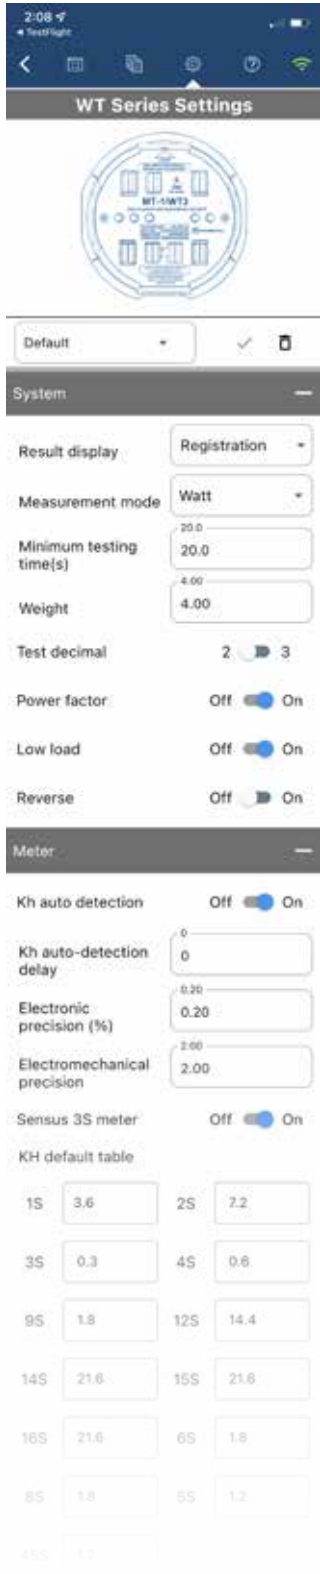 2:08
TestFlight
WT Series Settings
MT-1/WT3
Default
System
Result display Registration
Measurement mode Watt
Minimum testing time(s) 20.0 20.0
Weight 4.00 4.00
Test decimal 2 3
Power factor Off On
Low load Off On
Reverse Off On
Meter
Kh auto detection Off On
Kh auto-detection delay 0 0
Electronic precision (%) 0.20 0.20
Electromechanical precision 2.00 2.00
Sensus 3S meter Off On
KH default table
1S 3.6 2S 7.2
3S 0.3 4S 0.6
9S 1.8 12S 14.4
14S 21.6 15S 21.6
16S 21.6 6S 1.8
8S 1.8 5S 1.2
45S 1.2